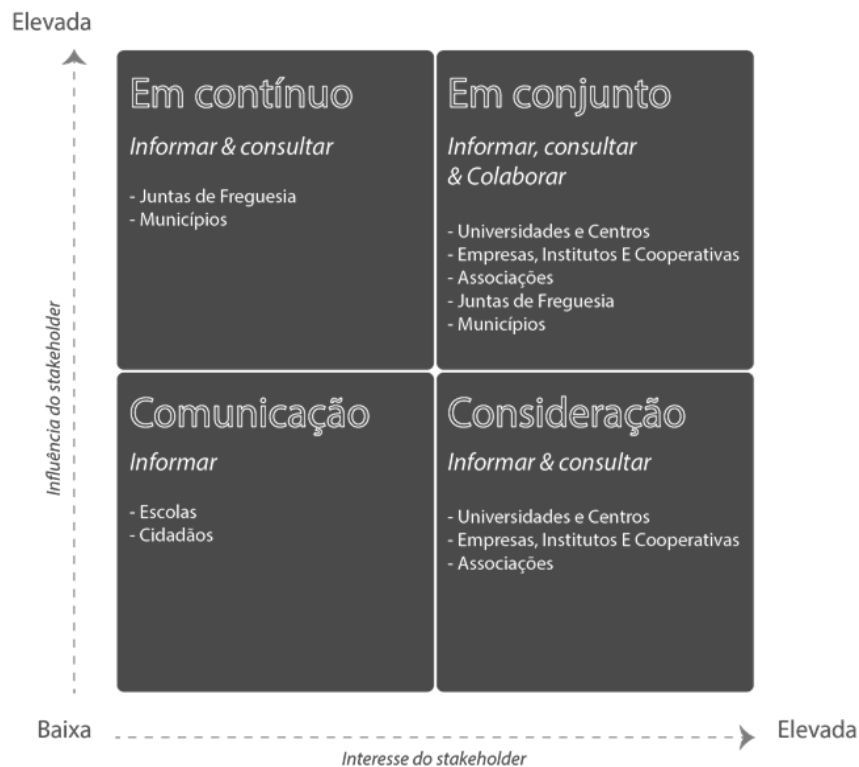 Elevada
Em contínuo
Informar & consultar
- Juntas de Freguesia
- Municípios
Em conjunto
Informar, consultar
& Colaborar
- Universidades e Centros
- Empresas, Institutos E Cooperativas
- Associações
- Juntas de Freguesia
- Municípios
Influência do stakeholder
Comunicação
Informar
- Escolas
- Cidadãos
Consideração
Informar & consultar
- Universidades e Centros
- Empresas, Institutos E Cooperativas
- Associações
Baixa
Elevada
Interesse do stakeholder